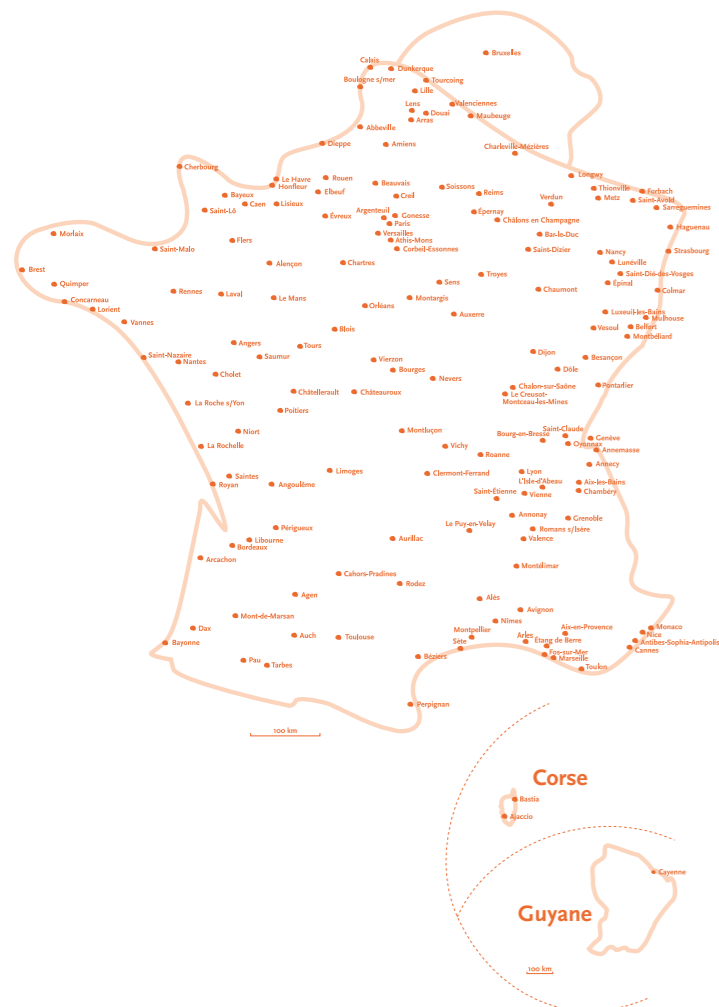 Bruxelles
Calais
Dunkerque
Tourcoing
Boulogne s/mer
Lille
Lens
Valenciennes
Douai
Maubeuge
Arras
Abbeville
Dieppe
Amiens
Charleville-Mézières
Cherbourg
Longwy
Le Havre
Rouen
Honfleur
Beauvais
Soissons
Thionville
Forbach
Bayeux
Elbeuf
Creil
Reims
Metz
Saint-Avold
Caen
Lisieux
Verdun
Sarreguemines
Saint-Lô
Évreux
Argenteuil
Gonesse
Épernay
Paris
Châlons en Champagne
Haguenau
Morlaix
Versailles
Bar-le-Duc
Flers
Athis-Mons
Saint-Malo
Corbeil-Essonnes
Saint-Dizier
Nancy
Strasbourg
Alençon
Chartres
Lunéville
Brest
Troyes
Saint-Dié-des-Vosges
Quimper
Sens
Épinal
Rennes
Laval
Le Mans
Montargis
Chaumont
Colmar
Concarneau
Orléans
Lorient
Auxerre
Luxeuil-les-Bains
Mulhouse
Vannes
Blois
Vesoul
Belfort
Montbéliard
Angers
Tours
Dijon
Saint-Nazaire
Saumur
Besançon
Nantes
Vierzon
Bourges
Dôle
Cholet
Nevers
Châtellerault
Châteauroux
Chalon-sur-Saône
Pontarlier
Le Creusot-
Montceau-les-Mines
La Roche s/Yon
Poitiers
Niort
Montluçon
Saint-Claude
Bourg-en-Bresse
Genève
Oyonnax
La Rochelle
Vichy
Annemasse
Roanne
Annecy
Limoges
Clermont-Ferrand
Lyon
Saintes
L'Isle-d'Abeau
Aix-les-Bains
Royan
Angoulême
Saint-Étienne
Vienne
Chambéry
Annonay
Grenoble
Périgueux
Le Puy-en-Velay
Romans s/Isère
Libourne
Aurillac
Valence
Bordeaux
Arcachon
Montélimar
Cahors-Pradines
Rodez
Agen
Alès
Avignon
Mont-de-Marsan
Nîmes
Dax
Auch
Toulouse
Montpellier
Arles
Aix-en-Provence
Monaco
Nice
Bayonne
Sète
Étang de Berre
Antibes-Sophia-Antipolis
Cannes
Béziers
Fos-sur-Mer
Marseille
Pau
Tarbes
Toulon
Perpignan
100 km
Corse
Bastia
Ajaccio
Cayenne
Guyane
100 km